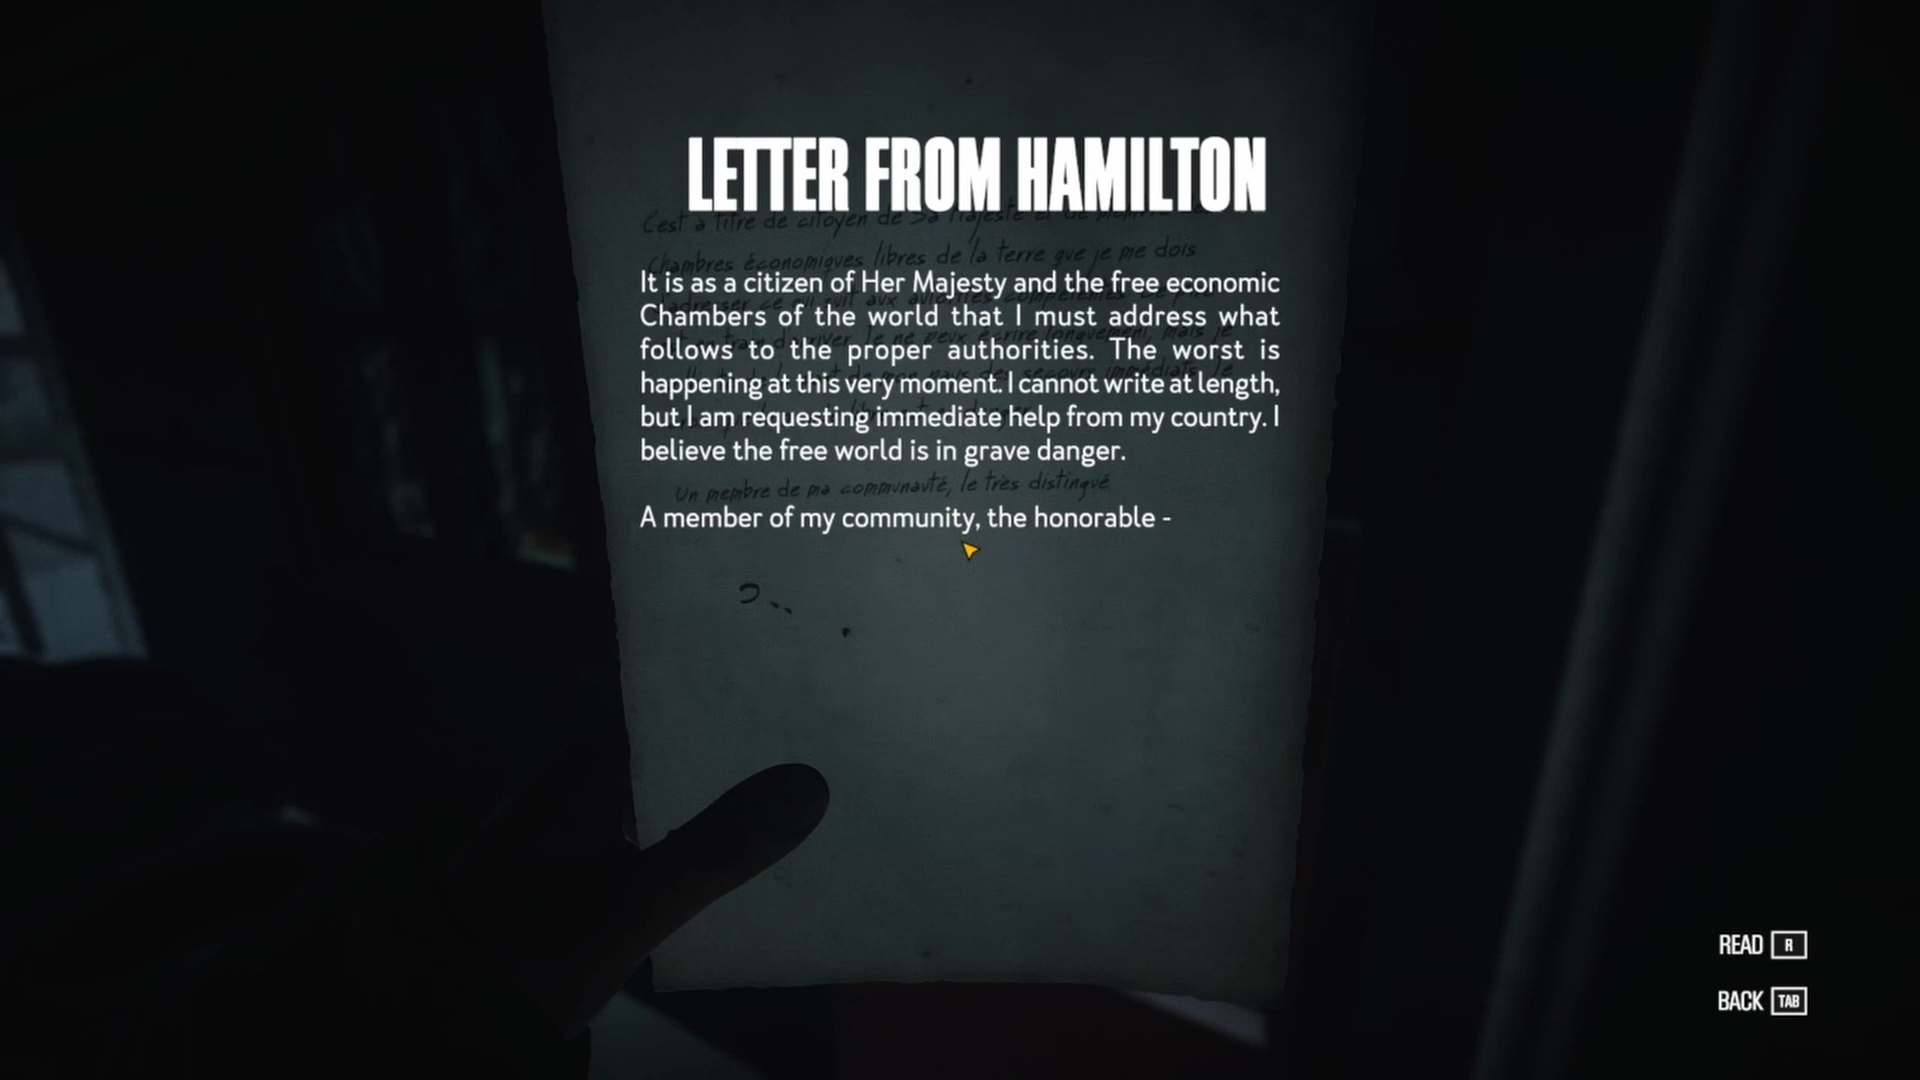 LETTER FROM HAMILTON
C'est à titre de citoyen de Sa Majesté et de membre de
Chambres économiques libres de la terre que je me dois
It is as a citizen of Her Majesty and the free economic
Chambers of the world that I must address what
follows to the proper authorities. The worst is
happening at this very moment. I cannot write at length,
but I am requesting immediate help from my country. I
believe the free world is in grave danger.
Un membre de ma communauté, le très distingué
A member of my community, the honorable -
READ R
BACK TAB